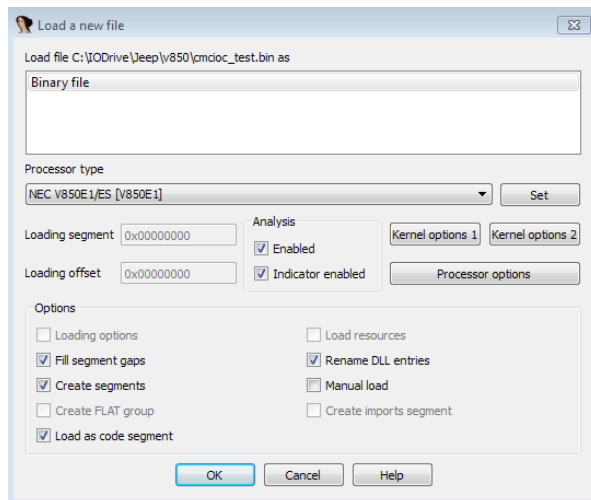 Load a new file
Load file C:\IODrive\Jeep\v850\cmcioc_test.bin as
Binary file
Processor type
NEC V850E1/ES [V850E1]
Set
Loading segment 0x00000000
Loading offset 0x00000000
Analysis
Enabled
Indicator enabled
Kernel options 1 Kernel options 2
Processor options
Options
Loading options
Fill segment gaps
Create segments
Create FLAT group
Load as code segment
Load resources
Rename DLL entries
Manual load
Create imports segment
OK Cancel Help